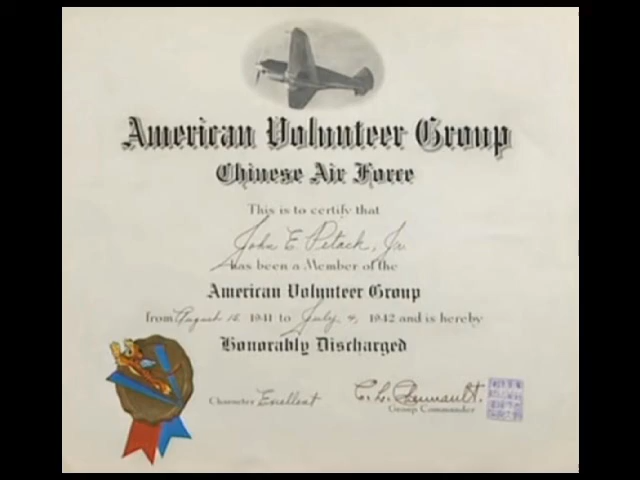 American Volunteer Group
Chinese Air Force
This is to certify that
John E. Petach, Jr.
has been a Member of the
American Volunteer Group
from August 1941 to July 4, 1942 and is hereby
Honorably Discharged
Character Excellent
C. L. Chennault.
Group Commander